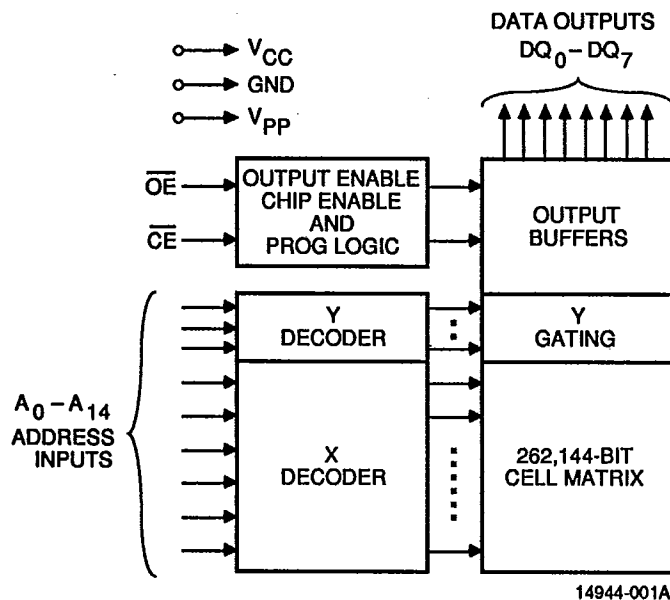 DATA OUTPUTS
DQ0–DQ7
VCC
GND
VPP
OE
CE
OUTPUT ENABLE
CHIP ENABLE
AND
PROG LOGIC
OUTPUT
BUFFERS
Y
DECODER
Y
GATING
A0–A14
ADDRESS
INPUTS
X
DECODER
262,144-BIT
CELL MATRIX
14944-001A